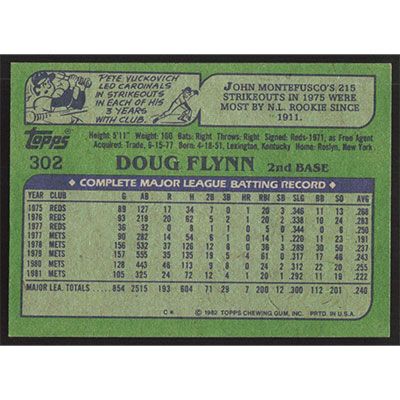 PETE VUCKOVICH
LED CARDINALS
IN STRIKEOUTS
IN EACH OF HIS
3 YEARS
WITH CLUB.
JOHN MONTEFUSCO'S 215
STRIKEOUTS IN 1975 WERE
MOST BY N.L. ROOKIE SINCE
1911.
Topps
302
Height: 5'11" Weight: 160 Bats: Right Throws: Right Signed: Reds-1971, as Free Agent
Acquired: Trade, 6-15-77 Born: 4-18-51, Lexington, Kentucky Home: Roslyn, New York
DOUG FLYNN 2ND BASE
COMPLETE MAJOR LEAGUE BATTING RECORD
YEAR CLUB G AB R H 2B 3B HR RBI SB SLG BB SO AVG
1975 REDS 89 127 17 34 7 0 1 20 3 .346 11 13 .268
1976 REDS 93 219 20 62 5 2 1 20 2 .338 10 26 .283
1977 REDS 36 32 0 8 1 1 0 5 0 .344 0 6 .250
1977 METS 90 282 14 54 6 1 0 14 1 .220 11 23 .191
1978 METS 156 532 37 126 12 8 0 36 3 .289 30 50 .237
1979 METS 157 555 35 135 19 5 4 61 0 .317 17 46 .243
1980 METS 128 443 46 113 9 8 0 24 2 .312 22 20 .255
1981 METS 105 325 24 72 12 4 1 20 1 .292 11 17 .222
MAJOR LEA. TOTALS 854 2515 193 604 71 29 7 200 12 .300 112 201 .240
C* © 1982 TOPPS CHEWING GUM, INC. PRTD. IN U.S.A.